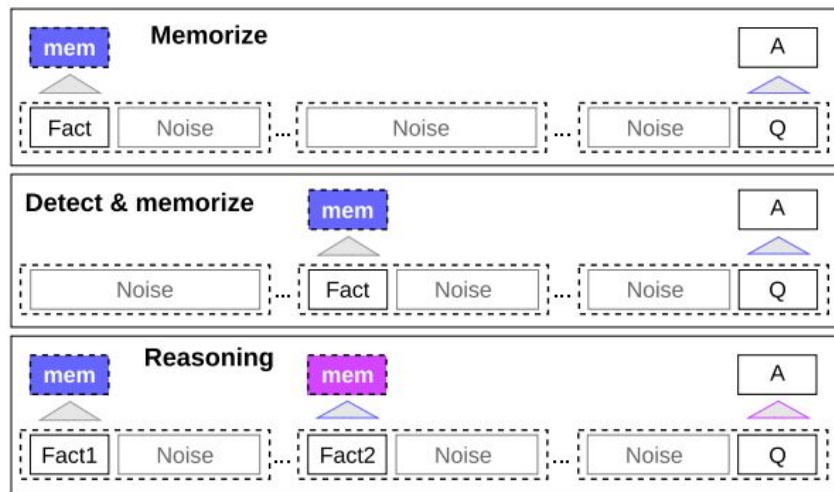 Memorize
mem A
Fact Noise ... Noise ... Noise Q
Detect & memorize
mem A
Noise ... Fact Noise ... Noise Q
Reasoning
mem mem A
Fact1 Noise ... Fact2 Noise ... Noise Q